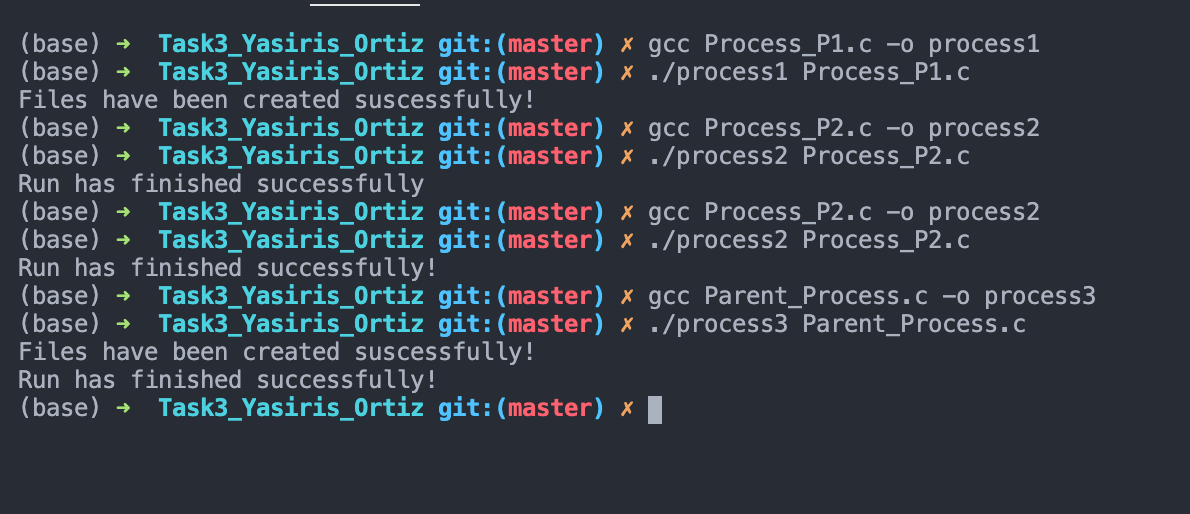 (base) ➜  Task3_Yasiris_Ortiz git:(master) ✗ gcc Process_P1.c -o process1
(base) ➜  Task3_Yasiris_Ortiz git:(master) ✗ ./process1 Process_P1.c
Files have been created suscessfully!
(base) ➜  Task3_Yasiris_Ortiz git:(master) ✗ gcc Process_P2.c -o process2
(base) ➜  Task3_Yasiris_Ortiz git:(master) ✗ ./process2 Process_P2.c
Run has finished successfully
(base) ➜  Task3_Yasiris_Ortiz git:(master) ✗ gcc Process_P2.c -o process2
(base) ➜  Task3_Yasiris_Ortiz git:(master) ✗ ./process2 Process_P2.c
Run has finished successfully!
(base) ➜  Task3_Yasiris_Ortiz git:(master) ✗ gcc Parent_Process.c -o process3
(base) ➜  Task3_Yasiris_Ortiz git:(master) ✗ ./process3 Parent_Process.c
Files have been created suscessfully!
Run has finished successfully!
(base) ➜  Task3_Yasiris_Ortiz git:(master) ✗